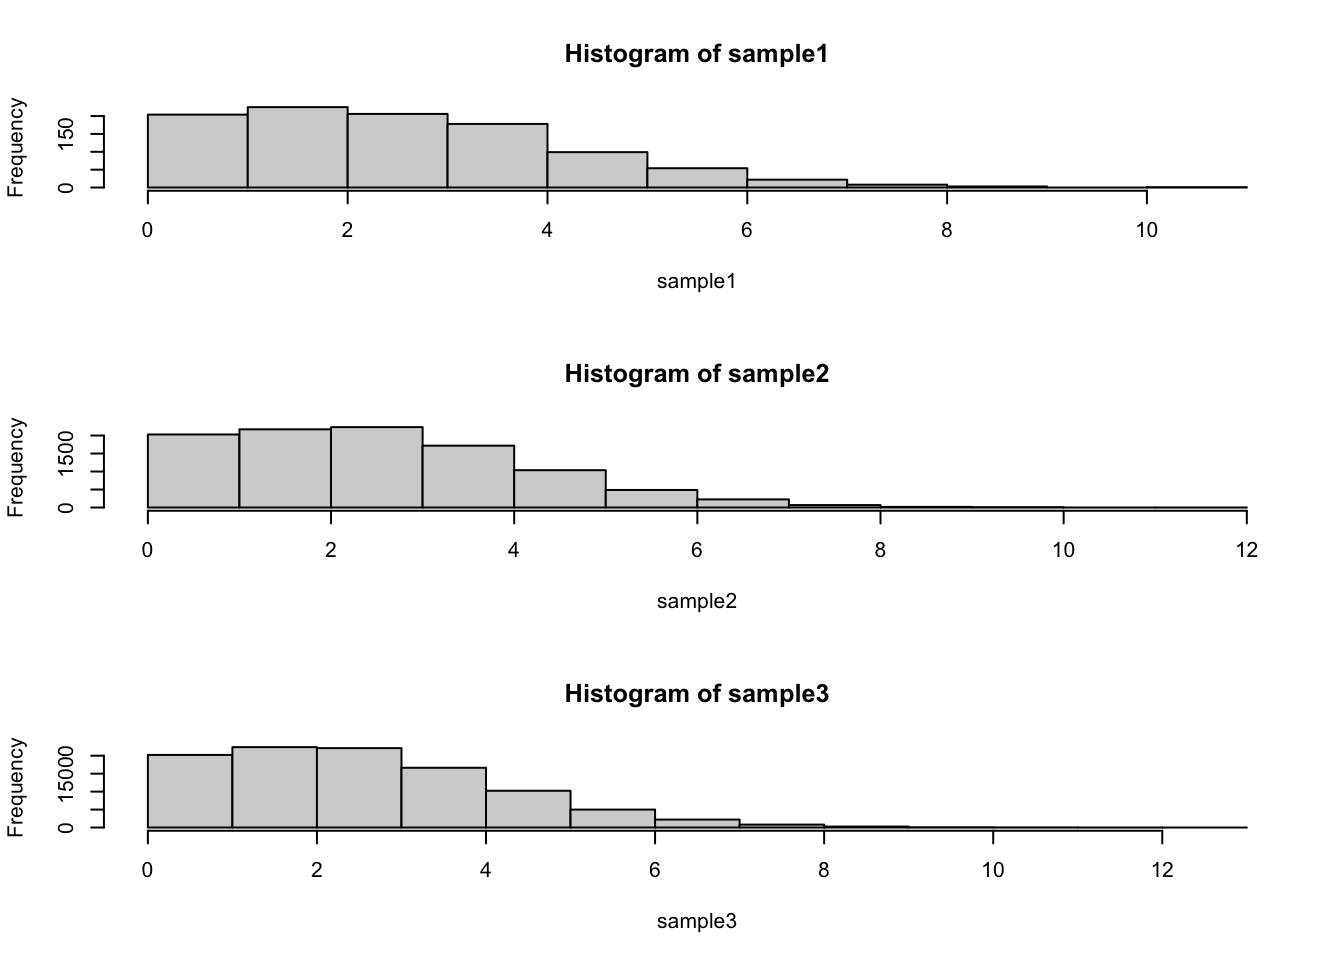 Histogram of sample1
Frequency
150
0
0 2 4 6 8 10
sample1
Histogram of sample2
Frequency
1500
0
0 2 4 6 8 10 12
sample2
Histogram of sample3
Frequency
15000
0
0 2 4 6 8 10 12
sample3